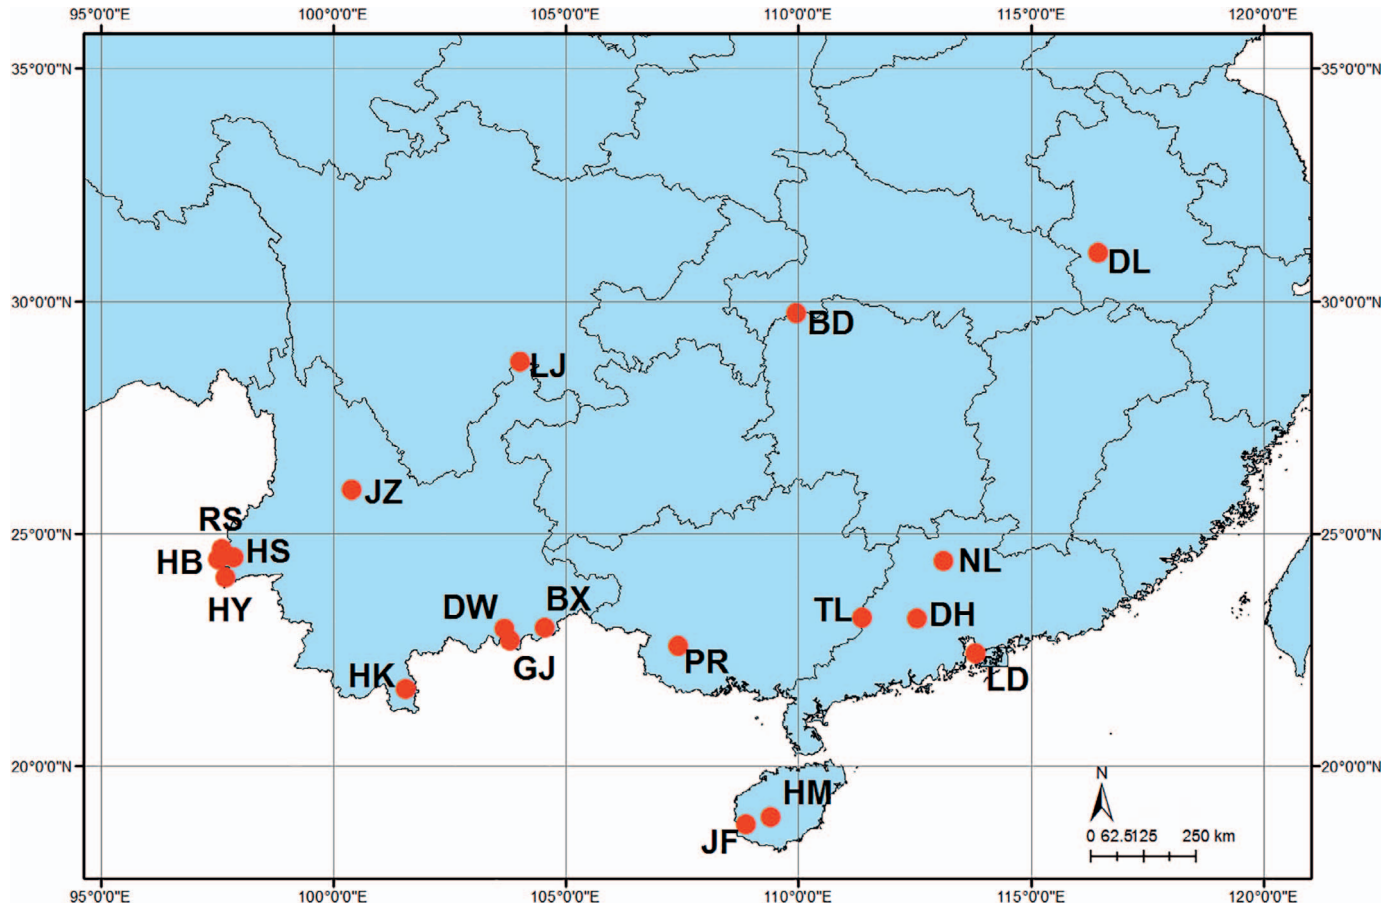 95°0'0"E 100°0'0"E 105°0'0"E 110°0'0"E 115°0'0"E 120°0'0"E
35°0'0"N 35°0'0"N
DL
30°0'0"N 30°0'0"N
BD
LJ
JZ
RS
25°0'0"N 25°0'0"N
HB HS NL
HY DW BX TL DH
HK GJ PR LD
20°0'0"N 20°0'0"N
HM
JF
N
0 62.5125 250 km
95°0'0"E 100°0'0"E 105°0'0"E 110°0'0"E 115°0'0"E 120°0'0"E